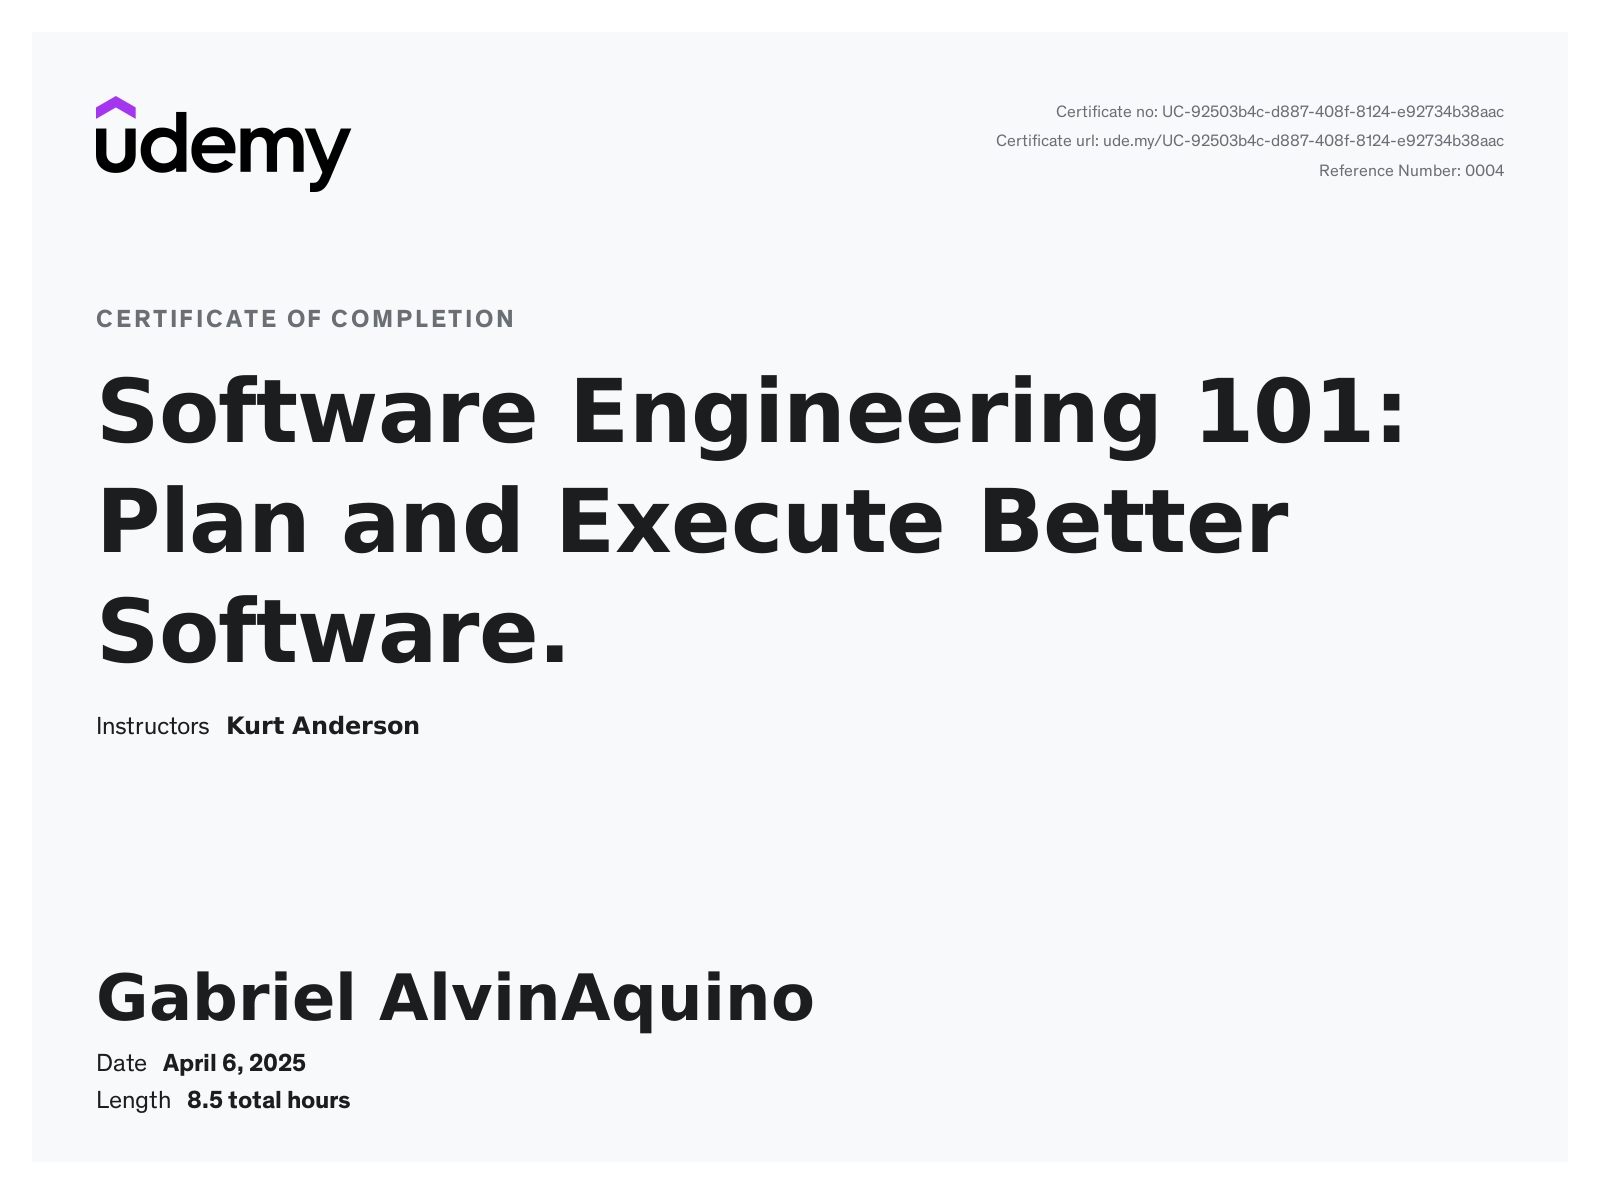 udemy
Certificate no: UC-92503b4c-d887-408f-8124-e92734b38aac
Certificate url: ude.my/UC-92503b4c-d887-408f-8124-e92734b38aac
Reference Number: 0004
CERTIFICATE OF COMPLETION
Software Engineering 101:
Plan and Execute Better
Software.
Instructors Kurt Anderson
Gabriel AlvinAquino
Date April 6, 2025
Length 8.5 total hours